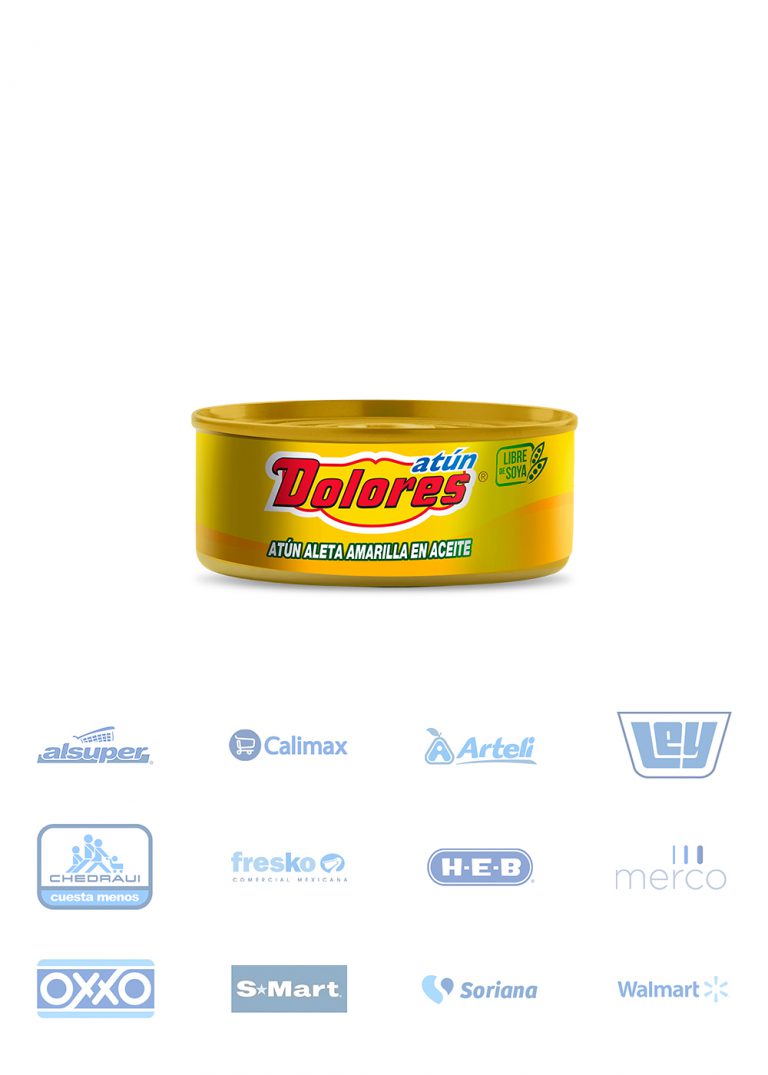 atún
Dolores®
LIBRE
DE SOYA
ATÚN ALETA AMARILLA EN ACEITE
alsuper®
Calimax
Arteli
Ley
CHEDRAUI
cuesta menos
fresko
COMERCIAL MEXICANA
H-E-B®
merco
OXXO
S★Mart
Soriana
Walmart